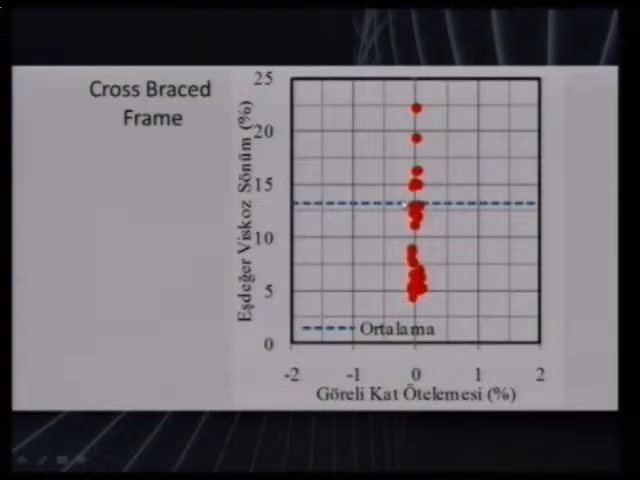 Cross Braced
Frame
Eşdeğer Viskoz Sönüm (%)
25
20
15
10
5
0
Ortalama
-2
-1
0
1
2
Göreli Kat Ötelemesi (%)